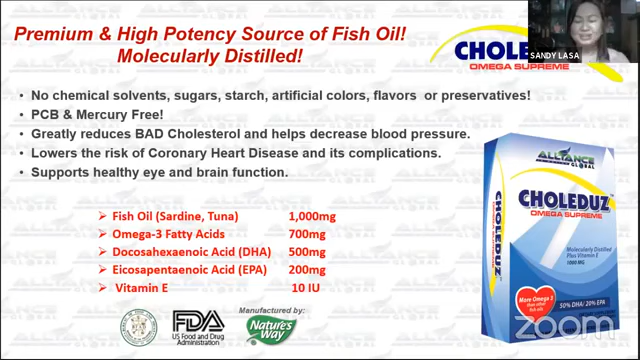 Premium & High Potency Source of Fish Oil!
Molecularly Distilled!
OMEGA SUPREME
SANDY LASA
• No chemical solvents, sugars, starch, artificial colors, flavors or preservatives!
• PCB & Mercury Free!
• Greatly reduces BAD Cholesterol and helps decrease blood pressure.
• Lowers the risk of Coronary Heart Disease and its complications.
• Supports healthy eye and brain function.
➢ Fish Oil (Sardine, Tuna) 1,000mg
➢ Omega-3 Fatty Acids 700mg
➢ Docosahexaenoic Acid (DHA) 500mg
➢ Eicosapentaenoic Acid (EPA) 200mg
➢ Vitamin E 10 IU
FDA
US Food and Drug
Administration
Manufactured by:
Nature's
Way
ALLIANCE
GLOBAL
CHOLEDUZ
OMEGA SUPREME
Molecularly Distilled
Plus Vitamin E
1000 MG
More Omega 3
than other
fish oils
50% DHA/ 20% EPA
CHOLEDUZ
zoom